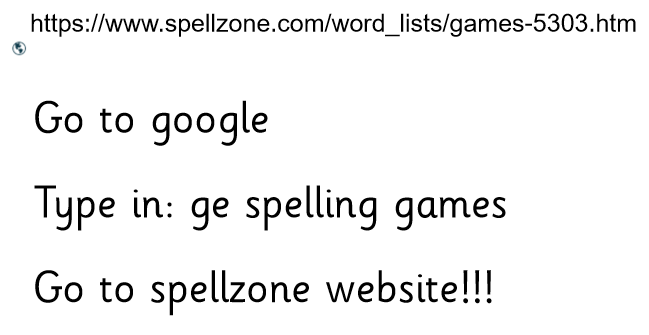 https://www.spellzone.com/word_lists/games-5303.htm
Go to google
Type in: ge spelling games
Go to spellzone website!!!